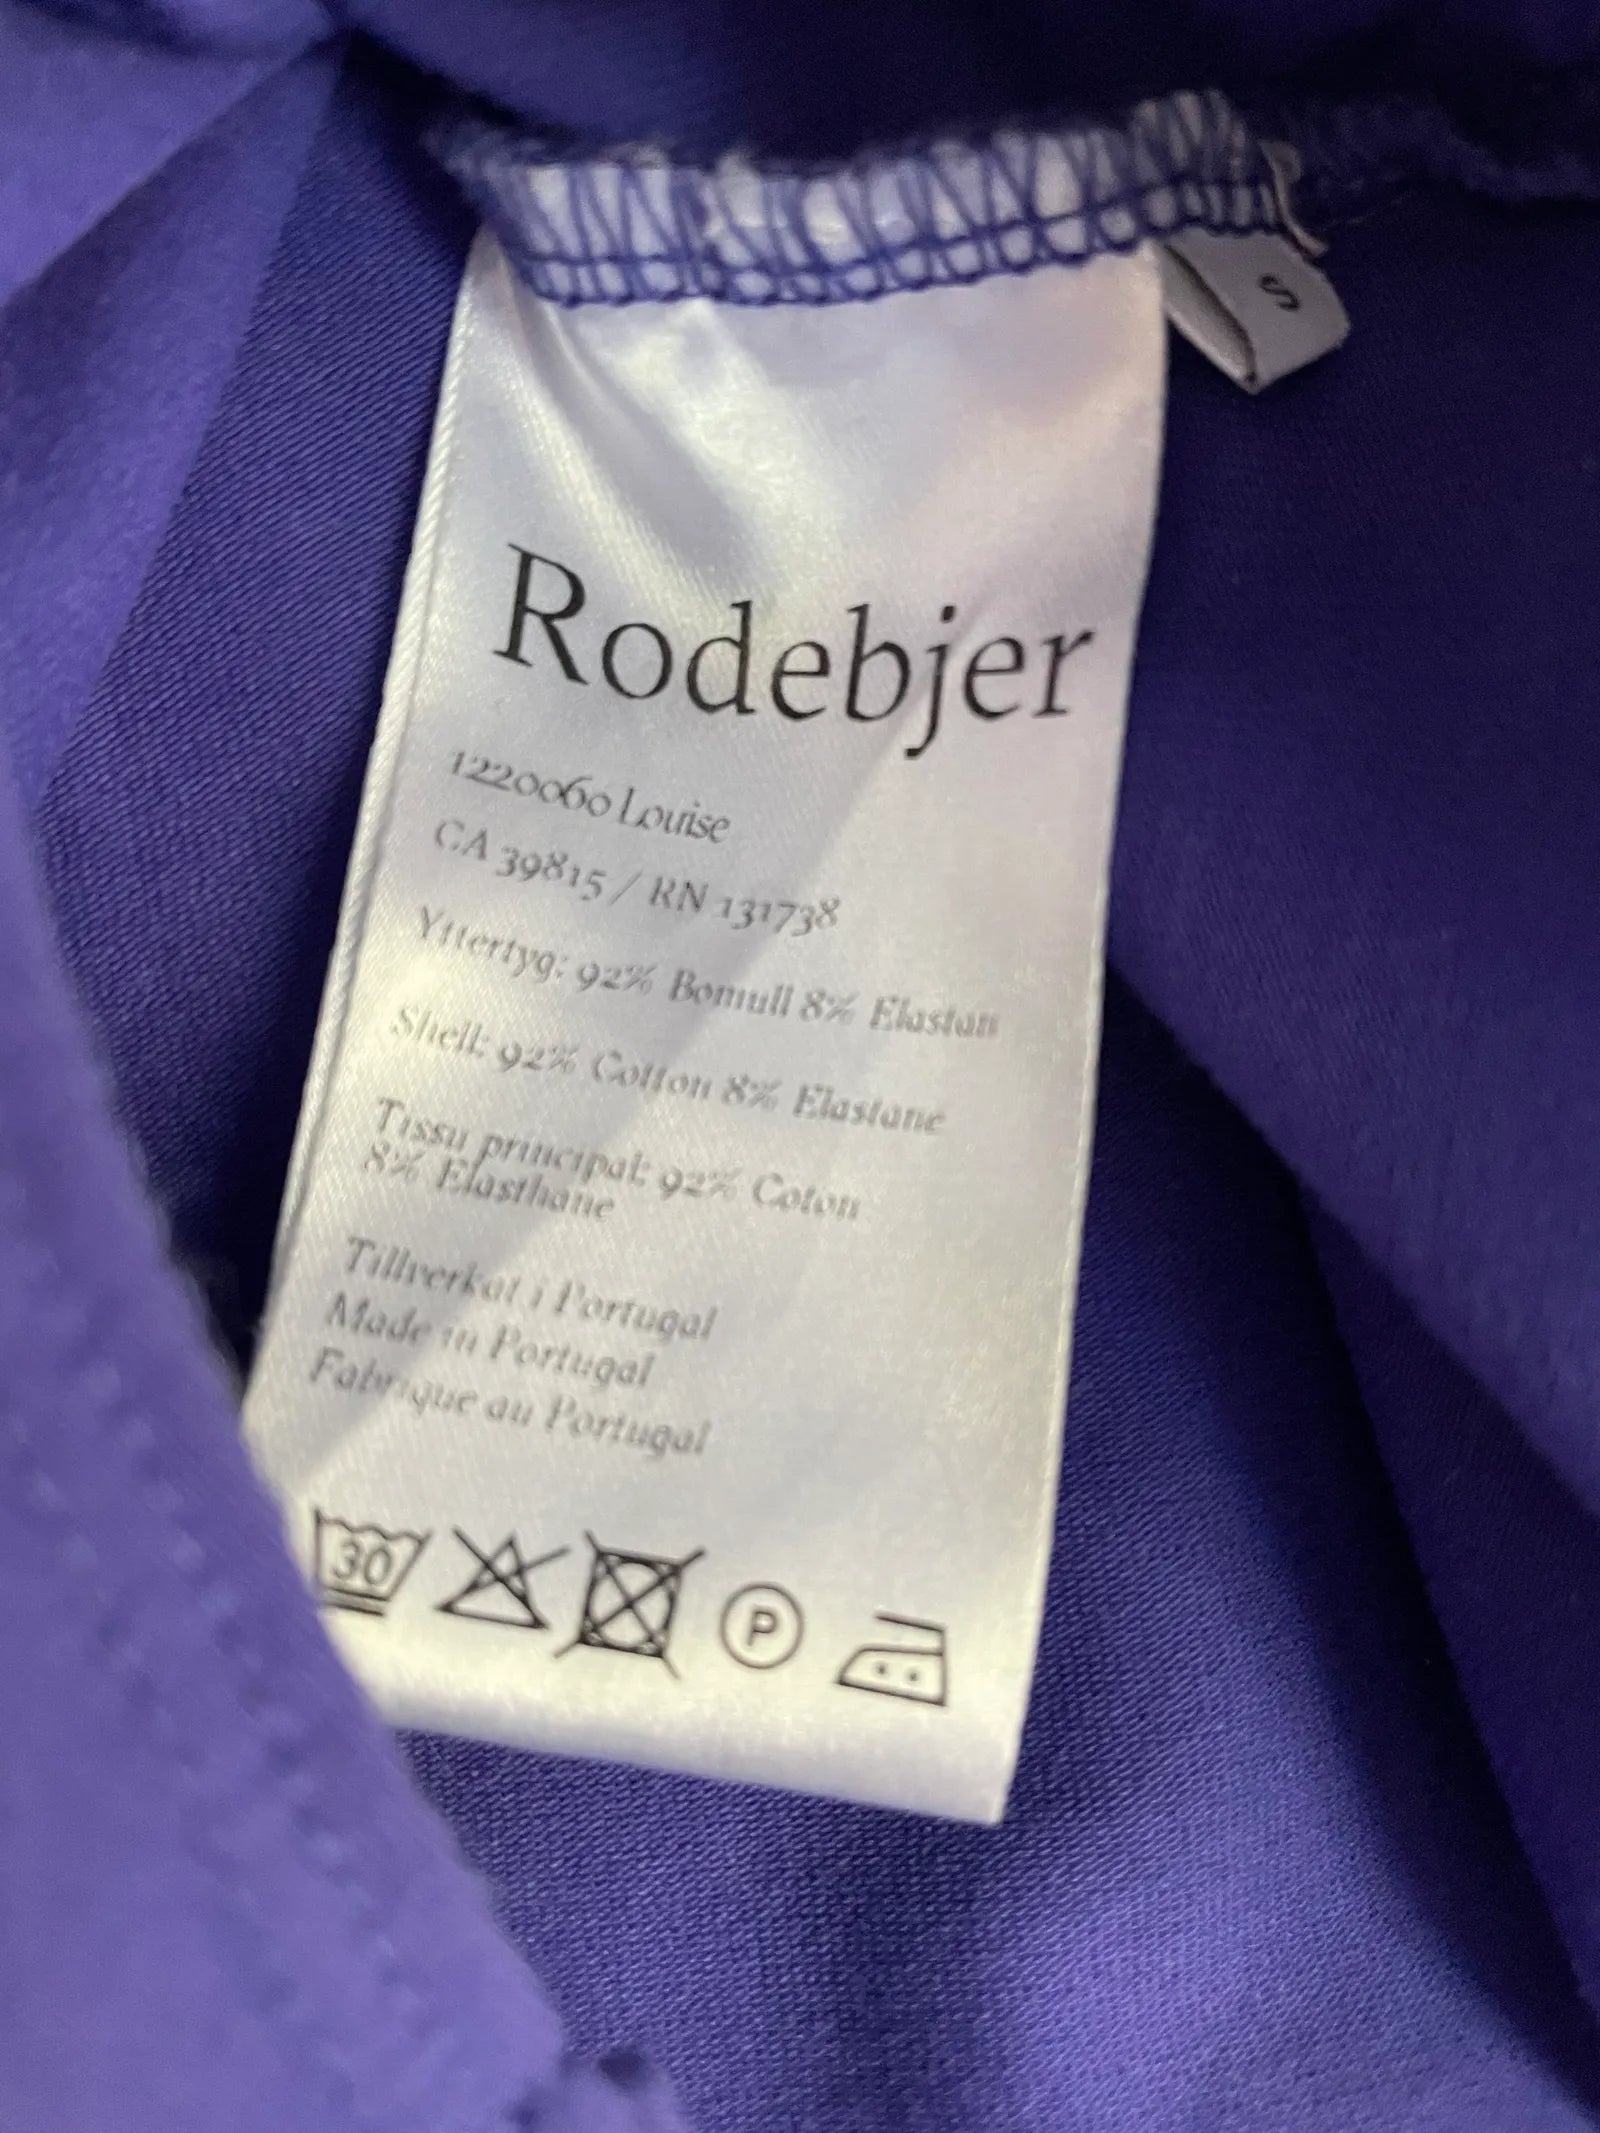 S
Rodebjer
1220060 Louise
CA 39815 / RN 131738
Yttertyg: 92% Bomull 8% Elastan
Shell: 92% Cotton 8% Elastane
Tissu principal: 92% Coton
8% Elasthane
Tillverkat i Portugal
Made in Portugal
Fabrique au Portugal
30
P